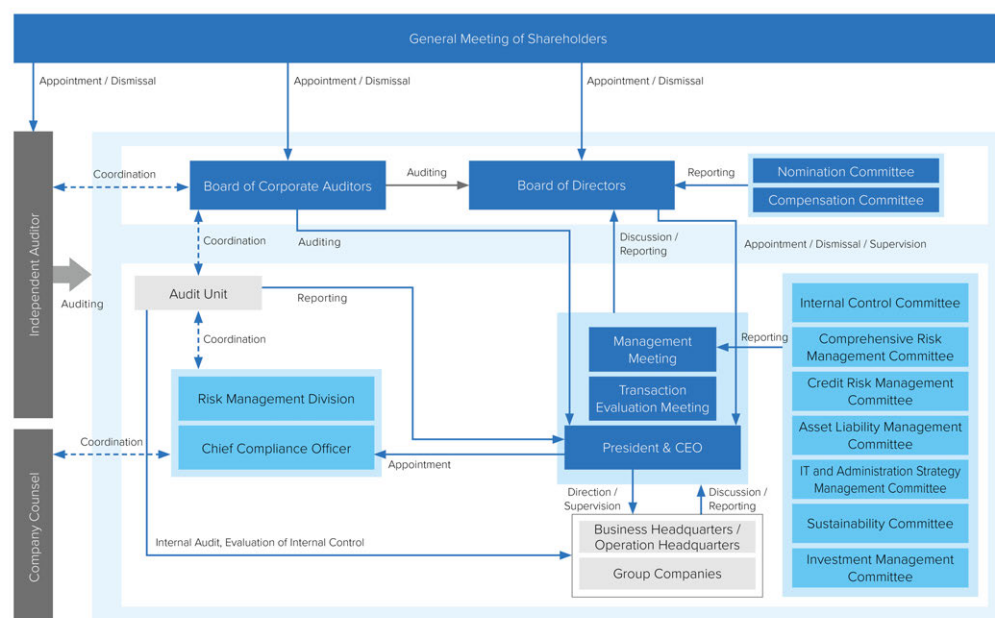 General Meeting of Shareholders
Appointment / Dismissal
Appointment / Dismissal
Appointment / Dismissal
Independent Auditor
Coordination
Board of Corporate Auditors
Auditing
Board of Directors
Reporting
Nomination Committee
Compensation Committee
Coordination
Auditing
Discussion /
Reporting
Appointment / Dismissal / Supervision
Auditing
Audit Unit
Reporting
Internal Control Committee
Coordination
Management
Meeting
Reporting
Comprehensive Risk
Management Committee
Risk Management Division
Transaction
Evaluation Meeting
Credit Risk Management
Committee
Coordination
Chief Compliance Officer
Appointment
President & CEO
Asset Liability Management
Committee
Company Counsel
Direction /
Supervision
Discussion /
Reporting
IT and Administration Strategy
Management Committee
Internal Audit, Evaluation of Internal Control
Business Headquarters /
Operation Headquarters
Group Companies
Sustainability Committee
Investment Management
Committee